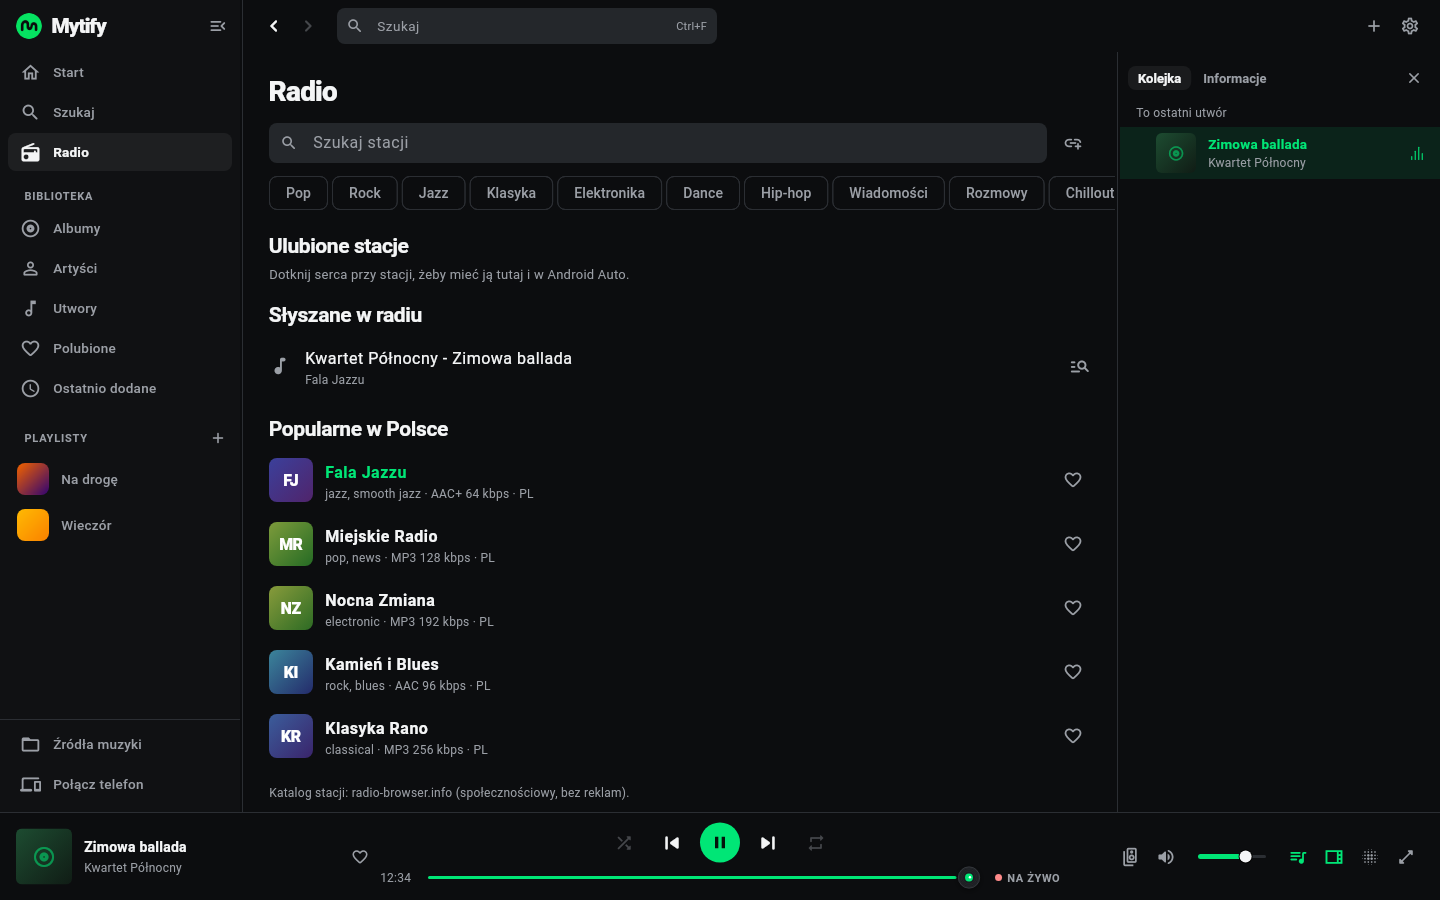 Mytify
Start
Szukaj
Radio
BIBLIOTEKA
Albumy
Artyści
Utwory
Polubione
Ostatnio dodane
PLAYLISTY
Na drogę
Wieczór
Źródła muzyki
Połącz telefon
Szukaj Ctrl+F
Radio
Szukaj stacji
Pop Rock Jazz Klasyka Elektronika Dance Hip-hop Wiadomości Rozmowy Chillout
Ulubione stacje
Dotknij serca przy stacji, żeby mieć ją tutaj i w Android Auto.
Słyszane w radiu
Kwartet Północny - Zimowa ballada
Fala Jazzu
Popularne w Polsce
FJ
Fala Jazzu
jazz, smooth jazz · AAC+ 64 kbps · PL
MR
Miejskie Radio
pop, news · MP3 128 kbps · PL
NZ
Nocna Zmiana
electronic · MP3 192 kbps · PL
KI
Kamień i Blues
rock, blues · AAC 96 kbps · PL
KR
Klasyka Rano
classical · MP3 256 kbps · PL
Katalog stacji: radio-browser.info (społecznościowy, bez reklam).
Kolejka Informacje
To ostatni utwór
Zimowa ballada
Kwartet Północny
Zimowa ballada
Kwartet Północny
12:34
NA ŻYWO